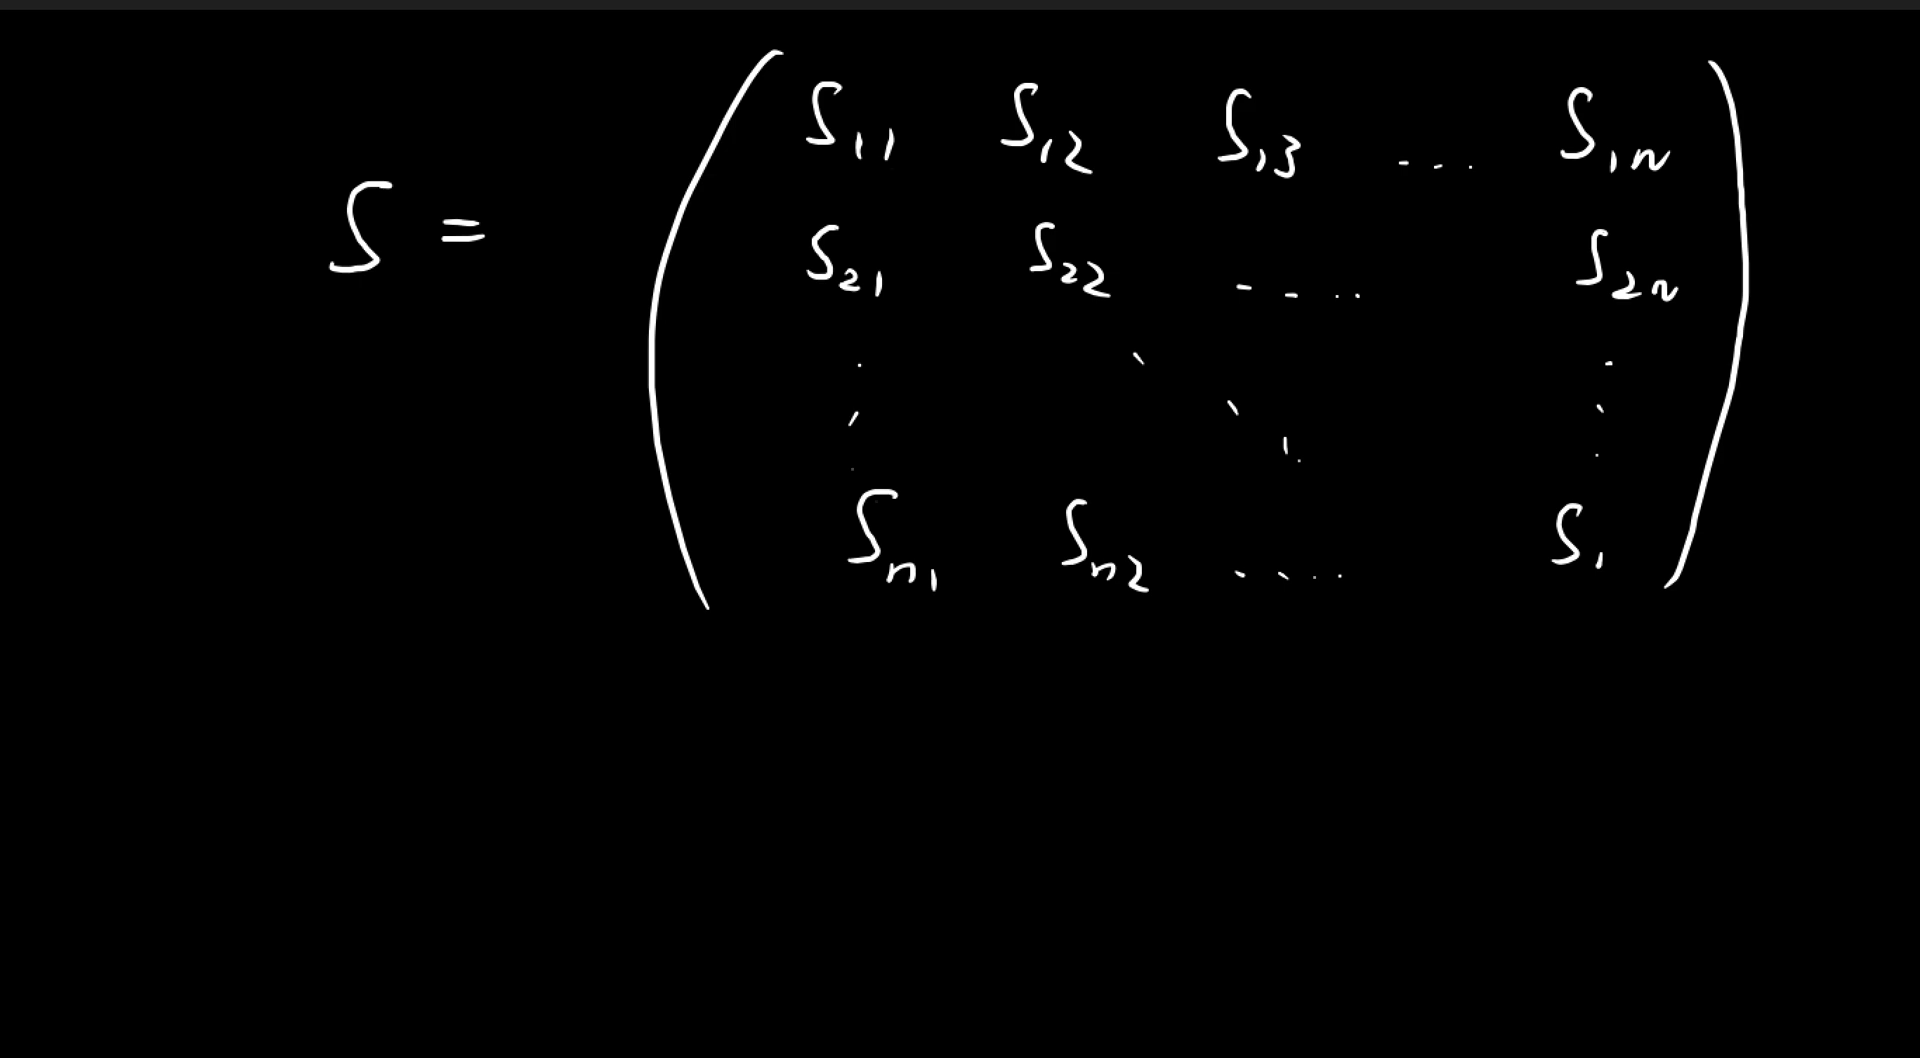 S = ( S₁₁ S₁₂ S₁₃ ... S₁ₙ
S₂₁ S₂₂ .... S₂ₙ
⋮ ⋱ ⋮
Sₙ₁ Sₙ₂ .... S₁ )